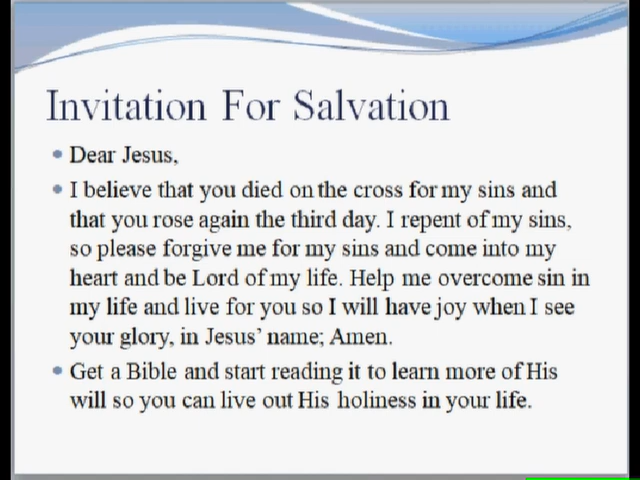 Invitation For Salvation
Dear Jesus,
I believe that you died on the cross for my sins and
that you rose again the third day. I repent of my sins,
so please forgive me for my sins and come into my
heart and be Lord of my life. Help me overcome sin in
my life and live for you so I will have joy when I see
your glory, in Jesus’ name; Amen.
Get a Bible and start reading it to learn more of His
will so you can live out His holiness in your life.